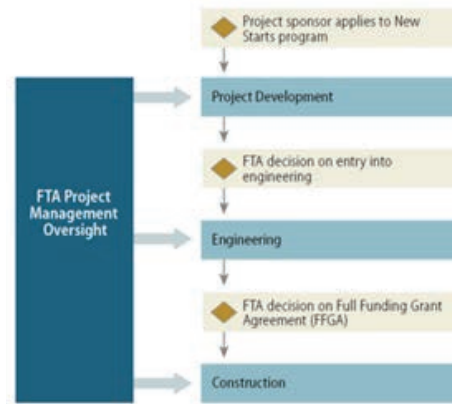 Project sponsor applies to New
Starts program
Project Development
FTA decision on entry into
engineering
FTA Project
Management
Oversight
Engineering
FTA decision on Full Funding Grant
Agreement (FFGA)
Construction